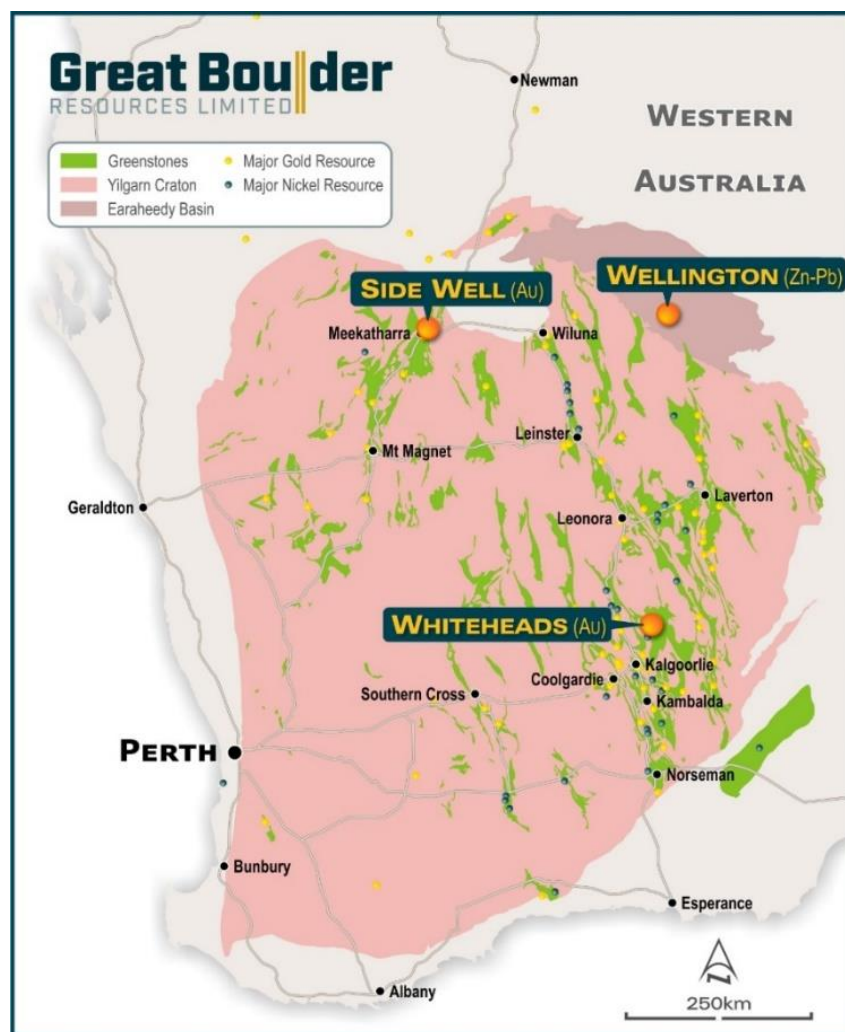 Great Boulder
RESOURCES LIMITED
Newman
WESTERN
AUSTRALIA
Greenstones
Major Gold Resource
Yilgarn Craton
Major Nickel Resource
Earaheedy Basin
SIDE WELL (Au)
WELLINGTON (Zn-Pb)
Meekatharra
Wiluna
Leinster
Mt Magnet
Geraldton
Laverton
Leonora
WHITEHEADS (Au)
Kalgoorlie
Coolgardie
Southern Cross
Kambalda
PERTH
Norseman
Bunbury
Esperance
N
250km
Albany